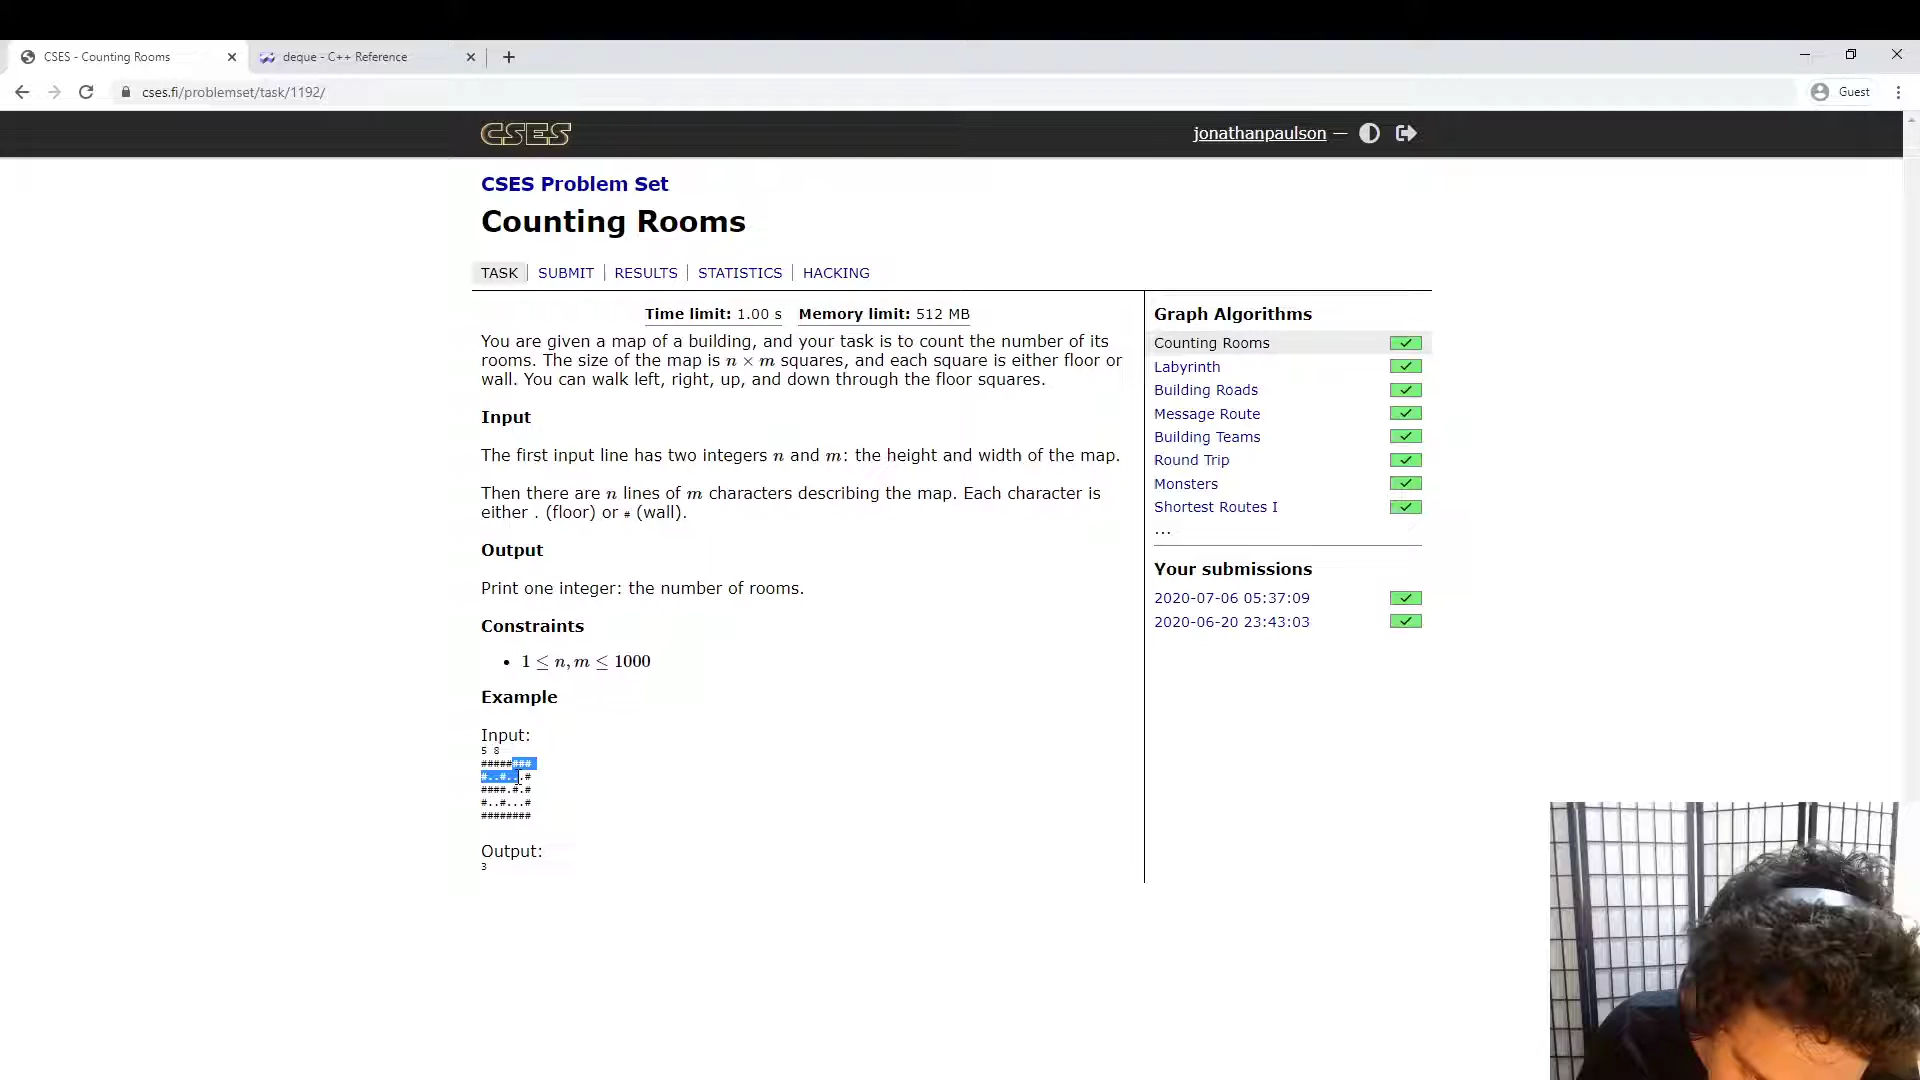 CSES - Counting Rooms
deque - C++ Reference
cses.fi/problemset/task/1192/
Guest
CSES
jonathanpaulson —
CSES Problem Set
Counting Rooms
TASK
SUBMIT
RESULTS
STATISTICS
HACKING
Time limit: 1.00 s Memory limit: 512 MB
You are given a map of a building, and your task is to count the number of its
rooms. The size of the map is n × m squares, and each square is either floor or
wall. You can walk left, right, up, and down through the floor squares.
Input
The first input line has two integers n and m: the height and width of the map.
Then there are n lines of m characters describing the map. Each character is
either . (floor) or # (wall).
Output
Print one integer: the number of rooms.
Constraints
• 1 ≤ n, m ≤ 1000
Example
Input:
5 8
########
#..#...#
####.#.#
#..#...#
########
Output:
3
Graph Algorithms
Counting Rooms
Labyrinth
Building Roads
Message Route
Building Teams
Round Trip
Monsters
Shortest Routes I
...
Your submissions
2020-07-06 05:37:09
2020-06-20 23:43:03